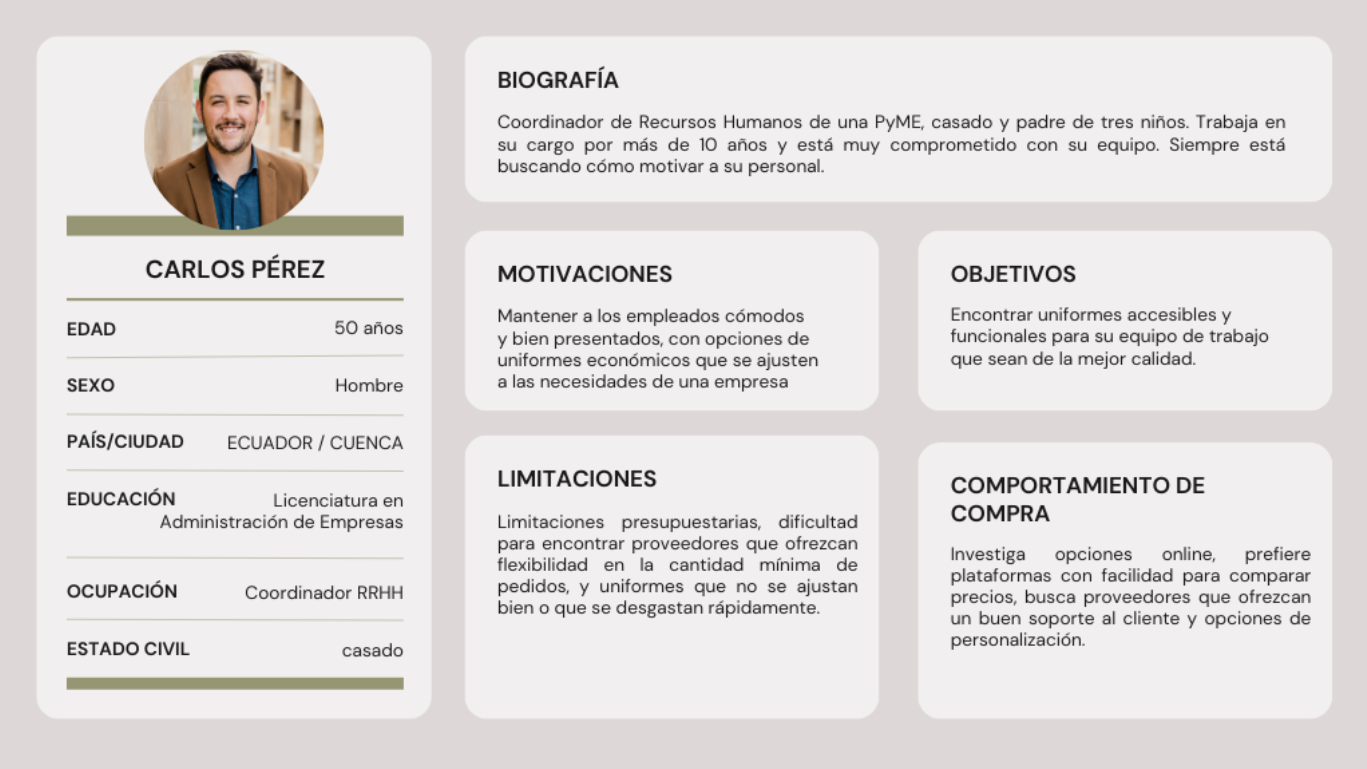 CARLOS PÉREZ
EDAD 50 años
SEXO Hombre
PAÍS/CIUDAD ECUADOR / CUENCA
EDUCACIÓN Licenciatura en
Administración de Empresas
OCUPACIÓN Coordinador RRHH
ESTADO CIVIL casado
BIOGRAFÍA
Coordinador de Recursos Humanos de una PyME, casado y padre de tres niños. Trabaja en
su cargo por más de 10 años y está muy comprometido con su equipo. Siempre está
buscando cómo motivar a su personal.
MOTIVACIONES
Mantener a los empleados cómodos
y bien presentados, con opciones de
uniformes económicos que se ajusten
a las necesidades de una empresa
OBJETIVOS
Encontrar uniformes accesibles y
funcionales para su equipo de trabajo
que sean de la mejor calidad.
LIMITACIONES
Limitaciones presupuestarias, dificultad
para encontrar proveedores que ofrezcan
flexibilidad en la cantidad mínima de
pedidos, y uniformes que no se ajustan
bien o que se desgastan rápidamente.
COMPORTAMIENTO DE
COMPRA
Investiga opciones online, prefiere
plataformas con facilidad para comparar
precios, busca proveedores que ofrezcan
un buen soporte al cliente y opciones de
personalización.